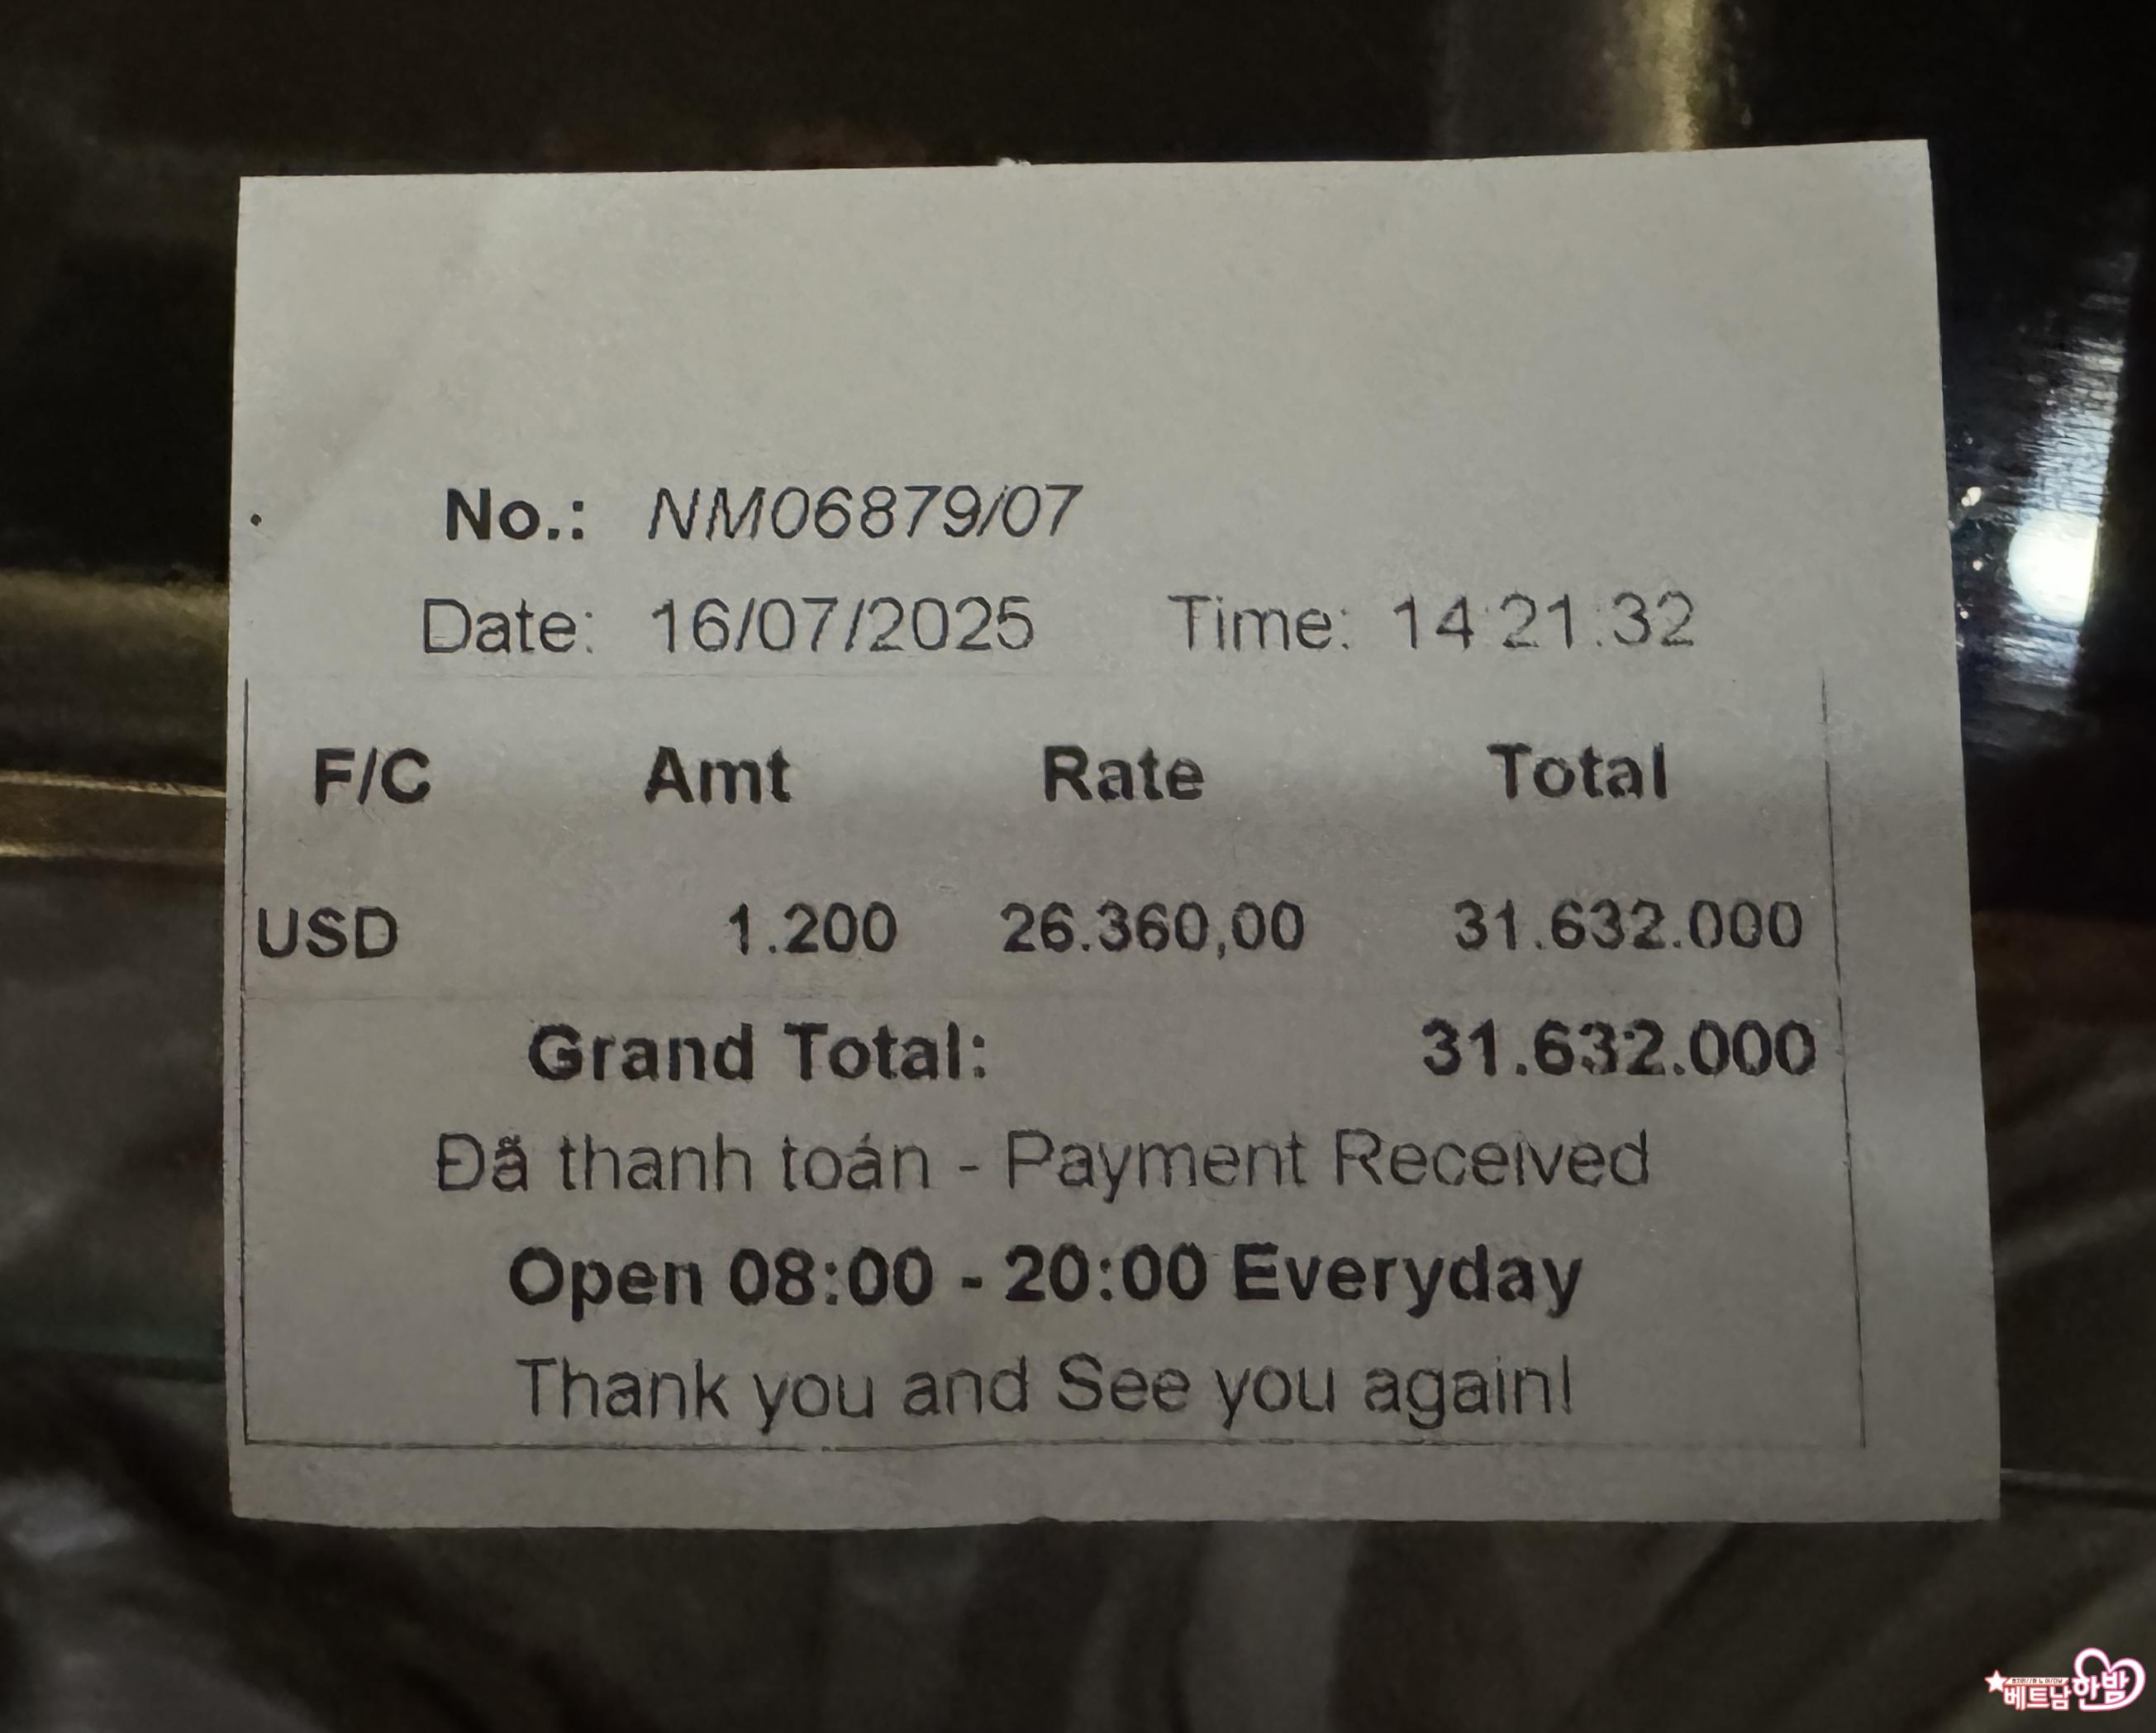 No.: NM06879/07
Date: 16/07/2025 Time: 14:21:32
F/C Amt Rate Total
USD 1.200 26.360,00 31.632.000
Grand Total: 31.632.000
Đã thanh toán - Payment Received
Open 08:00 - 20:00 Everyday
Thank you and See you again!
베트남하밤